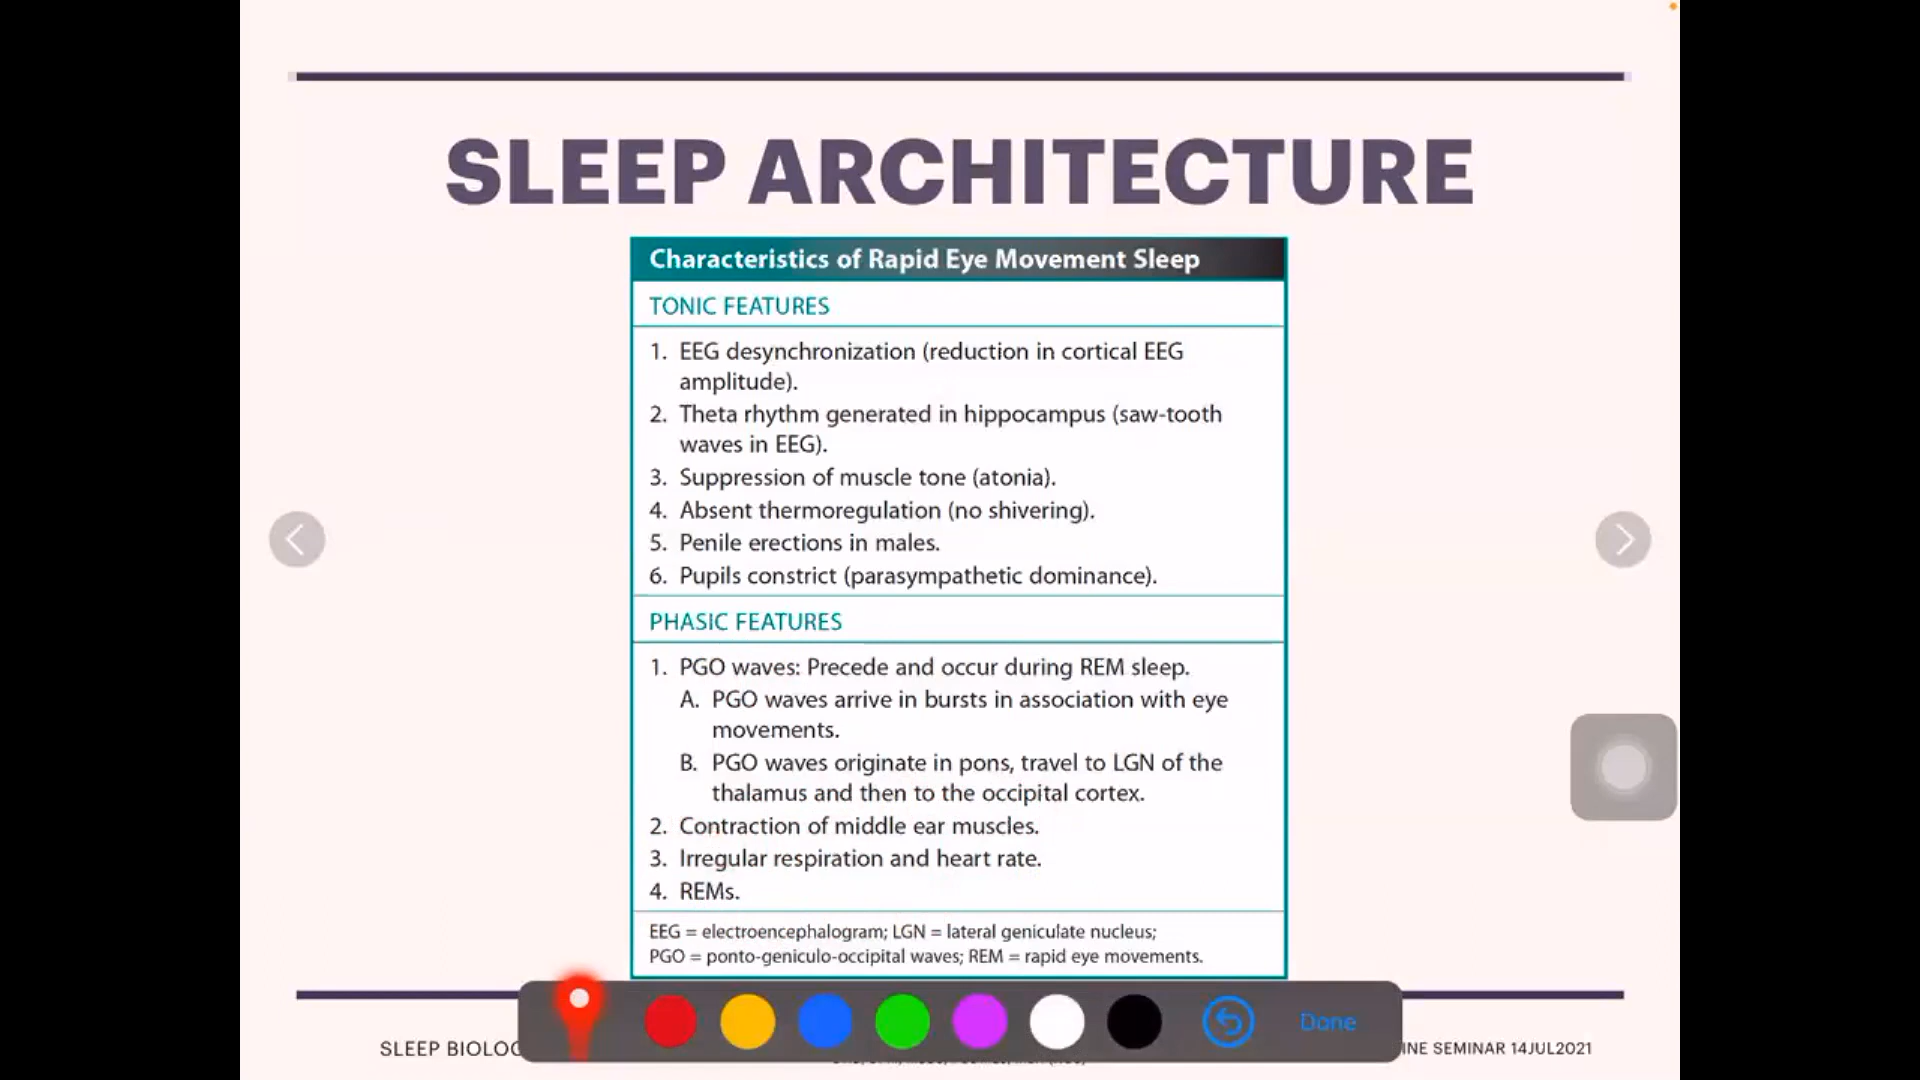 SLEEP ARCHITECTURE
Characteristics of Rapid Eye Movement Sleep
TONIC FEATURES
1. EEG desynchronization (reduction in cortical EEG
amplitude).
2. Theta rhythm generated in hippocampus (saw-tooth
waves in EEG).
3. Suppression of muscle tone (atonia).
4. Absent thermoregulation (no shivering).
5. Penile erections in males.
6. Pupils constrict (parasympathetic dominance).
PHASIC FEATURES
1. PGO waves: Precede and occur during REM sleep.
A. PGO waves arrive in bursts in association with eye
movements.
B. PGO waves originate in pons, travel to LGN of the
thalamus and then to the occipital cortex.
2. Contraction of middle ear muscles.
3. Irregular respiration and heart rate.
4. REMs.
EEG = electroencephalogram; LGN = lateral geniculate nucleus;
PGO = ponto-geniculo-occipital waves; REM = rapid eye movements.
Done
SLEEP
SEMINAR 14JUL2021